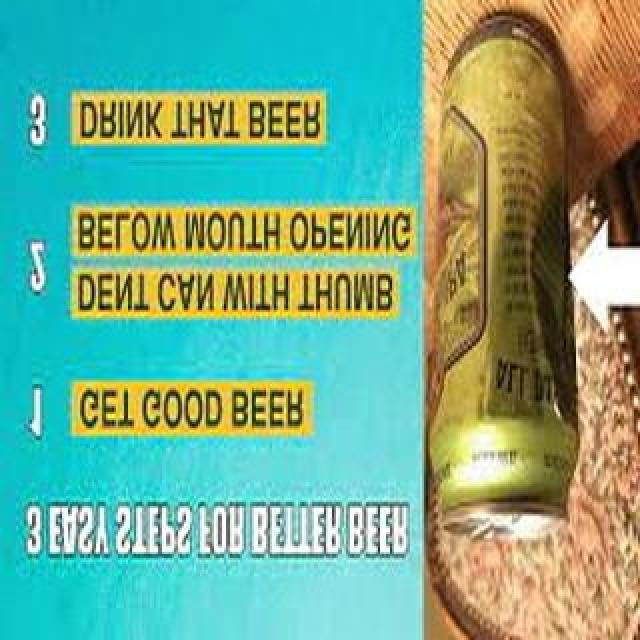 3 EASY STEPS FOR BETTER BEER
1 GET GOOD BEER
2 DENT CAN WITH THUMB
BELOW MOUTH OPENING
3 DRINK THAT BEER